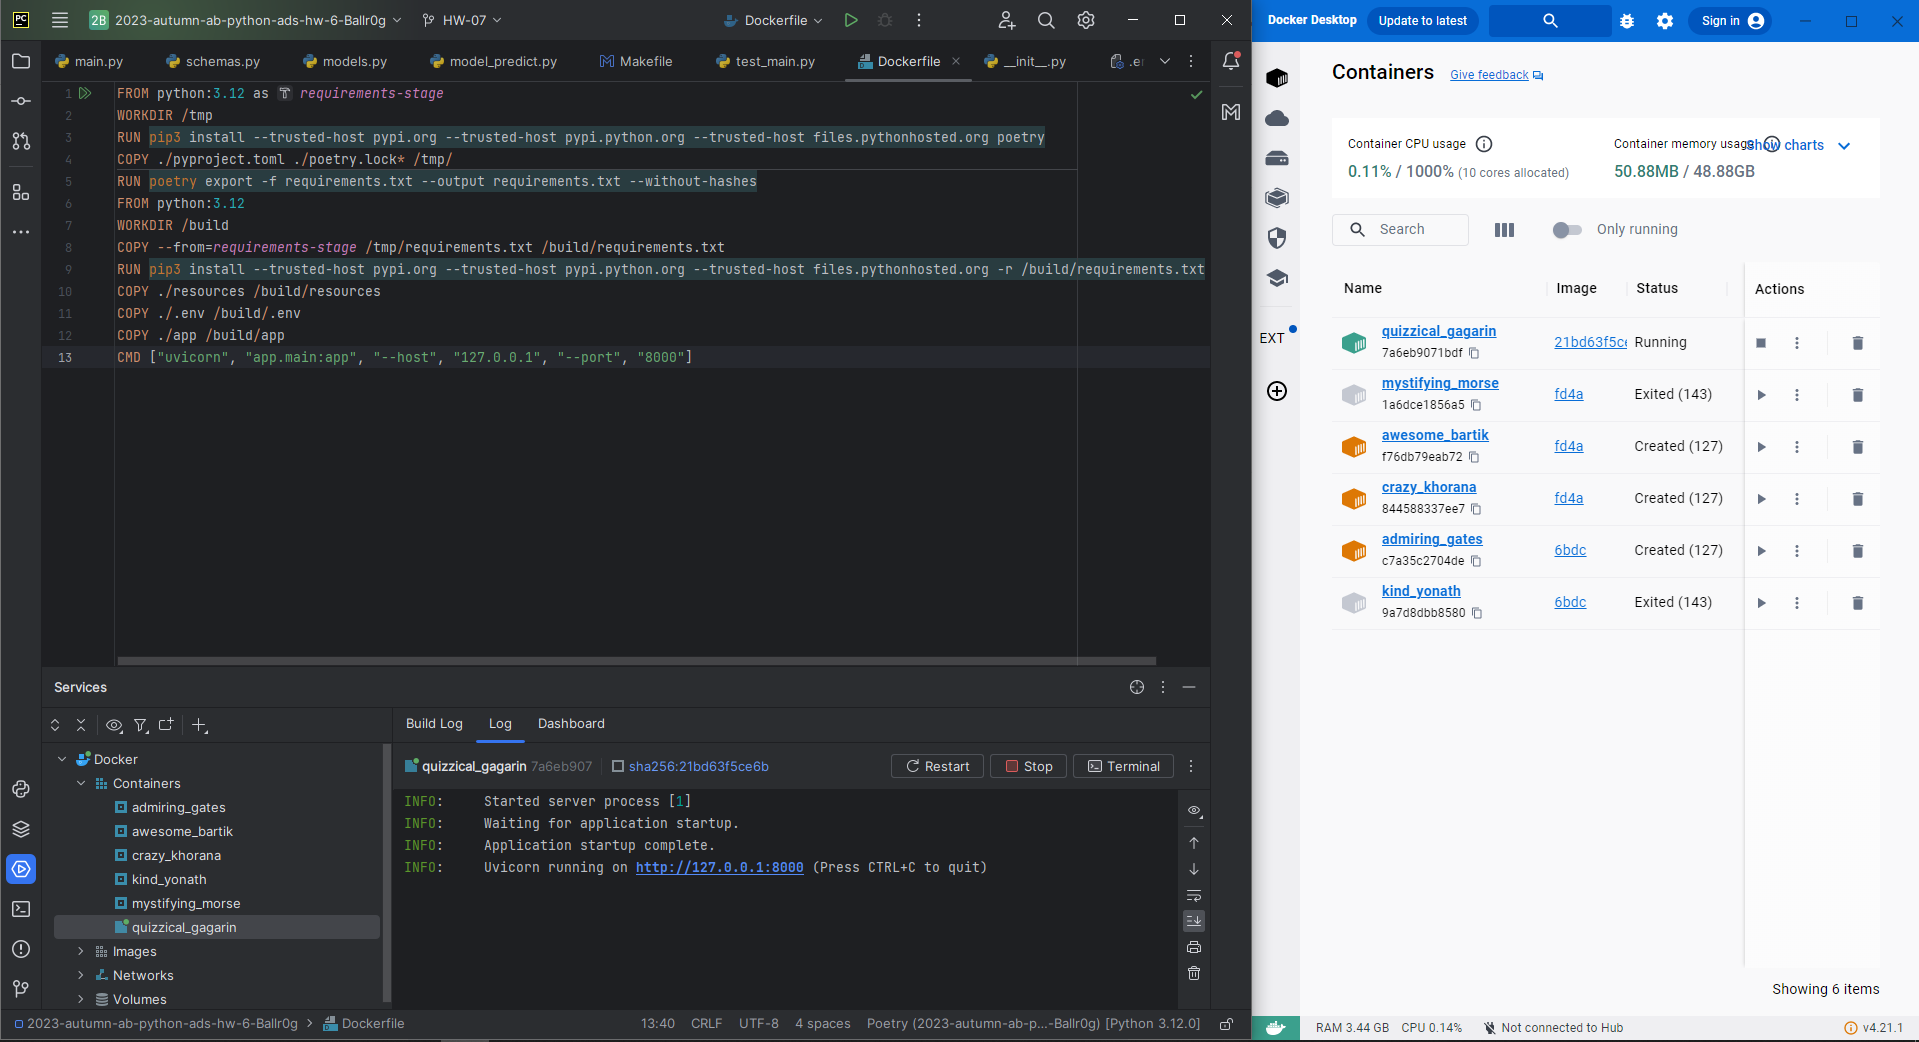 PC 2B 2023-autumn-ab-python-ads-hw-6-Ballr0g HW-07 Dockerfile
main.py schemas.py models.py model_predict.py Makefile test_main.py Dockerfile __init__.py .e
1 FROM python:3.12 as requirements-stage
2 WORKDIR /tmp
3 RUN pip3 install --trusted-host pypi.org --trusted-host pypi.python.org --trusted-host files.pythonhosted.org poetry
4 COPY ./pyproject.toml ./poetry.lock* /tmp/
5 RUN poetry export -f requirements.txt --output requirements.txt --without-hashes
6 FROM python:3.12
7 WORKDIR /build
8 COPY --from=requirements-stage /tmp/requirements.txt /build/requirements.txt
9 RUN pip3 install --trusted-host pypi.org --trusted-host pypi.python.org --trusted-host files.pythonhosted.org -r /build/requirements.txt
10 COPY ./resources /build/resources
11 COPY ./.env /build/.env
12 COPY ./app /build/app
13 CMD ["uvicorn", "app.main:app", "--host", "127.0.0.1", "--port", "8000"]
Services
Build Log Log Dashboard
Docker
Containers
admiring_gates
awesome_bartik
crazy_khorana
kind_yonath
mystifying_morse
quizzical_gagarin
Images
Networks
Volumes
quizzical_gagarin 7a6eb907 sha256:21bd63f5ce6b Restart Stop Terminal
INFO: Started server process [1]
INFO: Waiting for application startup.
INFO: Application startup complete.
INFO: Uvicorn running on http://127.0.0.1:8000 (Press CTRL+C to quit)
2023-autumn-ab-python-ads-hw-6-Ballr0g > Dockerfile 13:40 CRLF UTF-8 4 spaces Poetry (2023-autumn-ab-p...-Ballr0g) [Python 3.12.0]
Docker Desktop Update to latest Sign in
Containers Give feedback
Container CPU usage
0.11% / 1000% (10 cores allocated)
Container memory usage Show charts
50.88MB / 48.88GB
Search Only running
EXT
Name Image Status Actions
quizzical_gagarin
7a6eb9071bdf 21bd63f5ce Running
mystifying_morse
1a6dce1856a5 fd4a Exited (143)
awesome_bartik
f76db79eab72 fd4a Created (127)
crazy_khorana
844588337ee7 fd4a Created (127)
admiring_gates
c7a35c2704de 6bdc Created (127)
kind_yonath
9a7d8dbb8580 6bdc Exited (143)
Showing 6 items
RAM 3.44 GB CPU 0.14% Not connected to Hub v4.21.1